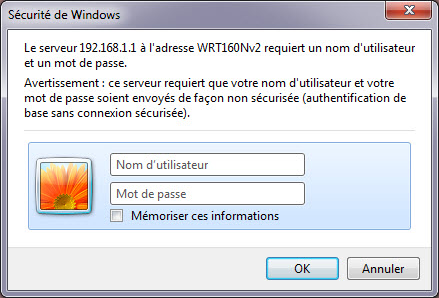 Sécurité de Windows
Le serveur 192.168.1.1 à l'adresse WRT160Nv2 requiert un nom d'utilisateur
et un mot de passe.
Avertissement : ce serveur requiert que votre nom d'utilisateur et votre
mot de passe soient envoyés de façon non sécurisée (authentification de
base sans connexion sécurisée).
Nom d'utilisateur
Mot de passe
Mémoriser ces informations
OK
Annuler